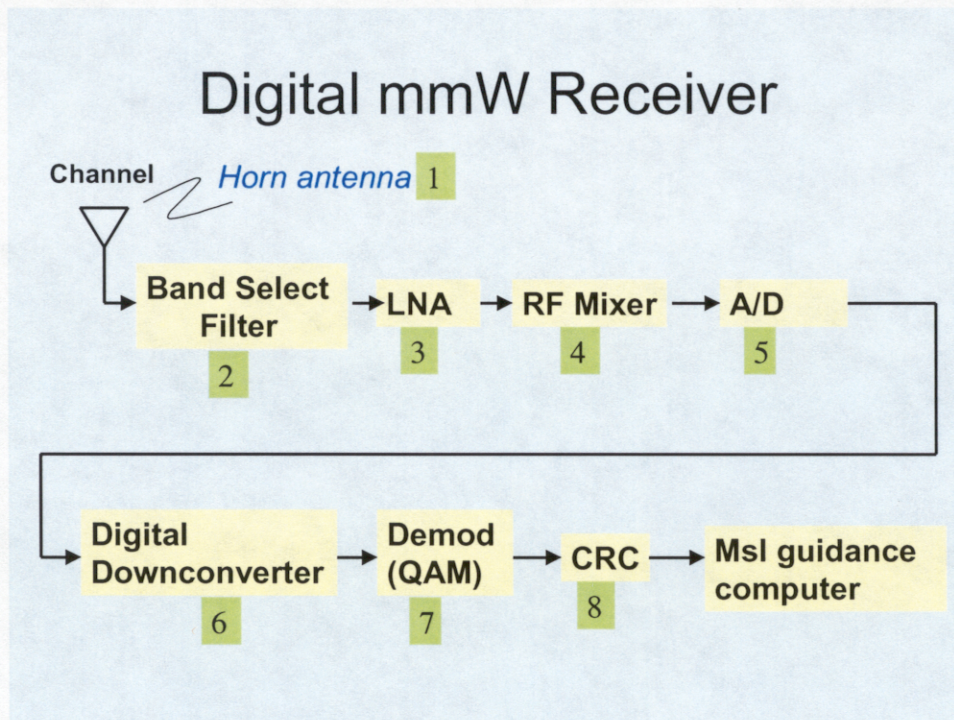 Digital mmW Receiver
Channel
Horn antenna 1
Band Select
Filter
2
LNA
3
RF Mixer
4
A/D
5
Digital
Downconverter
6
Demod
(QAM)
7
CRC
8
Msl guidance
computer